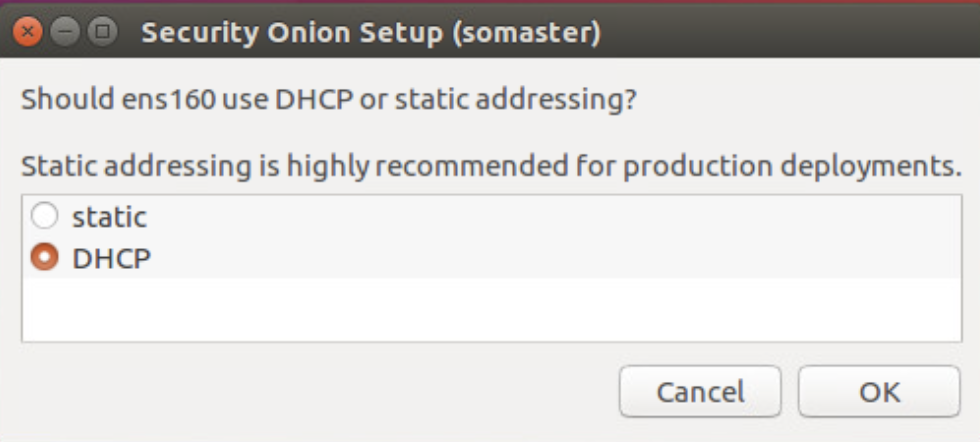 Security Onion Setup (somaster)
Should ens160 use DHCP or static addressing?
Static addressing is highly recommended for production deployments.
static
DHCP
Cancel
OK